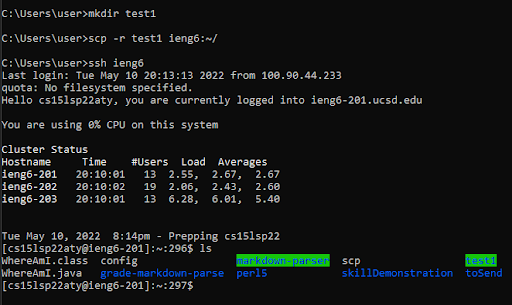 C:\Users\user>mkdir test1
C:\Users\user>scp -r test1 ieng6:~/
C:\Users\user>ssh ieng6
Last login: Tue May 10 20:13:13 2022 from 100.90.44.233
quota: No filesystem specified.
Hello cs15lsp22aty, you are currently logged into ieng6-201.ucsd.edu
You are using 0% CPU on this system
Cluster Status
Hostname     Time    #Users  Load  Averages
ieng6-201   20:10:01   13  2.55,  2.67,  2.67
ieng6-202   20:10:02   19  2.06,  2.43,  2.60
ieng6-203   20:10:01   13  6.28,  6.01,  5.40
Tue May 10, 2022  8:14pm - Prepping cs15lsp22
[cs15lsp22aty@ieng6-201]:~:296$ ls
WhereAmI.class  config                markdown-parser  scp                 test1
WhereAmI.java   grade-markdown-parse  perl5            skillDemonstration  toSend
[cs15lsp22aty@ieng6-201]:~:297$